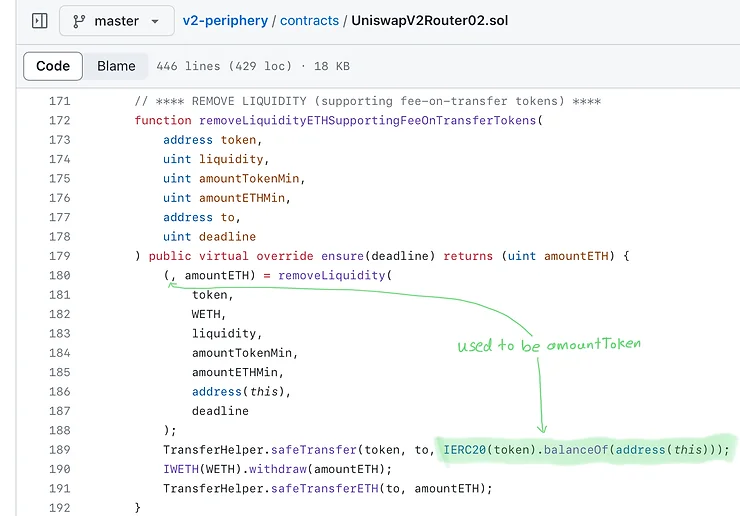 master v2-periphery / contracts / UniswapV2Router02.sol
Code Blame 446 lines (429 loc) · 18 KB
171 // **** REMOVE LIQUIDITY (supporting fee-on-transfer tokens) ****
172 function removeLiquidityETHSupportingFeeOnTransferTokens(
173 address token,
174 uint liquidity,
175 uint amountTokenMin,
176 uint amountETHMin,
177 address to,
178 uint deadline
179 ) public virtual override ensure(deadline) returns (uint amountETH) {
180 (, amountETH) = removeLiquidity(
181 token,
182 WETH,
183 liquidity,
184 amountTokenMin,
used to be amountToken
185 amountETHMin,
186 address(this),
187 deadline
188 );
189 TransferHelper.safeTransfer(token, to, IERC20(token).balanceOf(address(this)));
190 IWETH(WETH).withdraw(amountETH);
191 TransferHelper.safeTransferETH(to, amountETH);
192 }